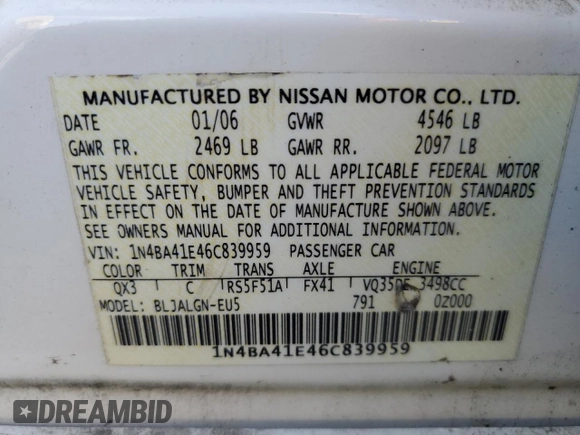 MANUFACTURED BY NISSAN MOTOR CO., LTD.
DATE 01/06 GVWR 4546 LB
GAWR FR. 2469 LB GAWR RR. 2097 LB
THIS VEHICLE CONFORMS TO ALL APPLICABLE FEDERAL MOTOR
VEHICLE SAFETY, BUMPER AND THEFT PREVENTION STANDARDS
IN EFFECT ON THE DATE OF MANUFACTURE SHOWN ABOVE.
SEE OWNERS MANUAL FOR ADDITIONAL INFORMATION.
VIN: 1N4BA41E46C839959 PASSENGER CAR
COLOR TRIM TRANS AXLE ENGINE
QX3 C RS5F51A FX41 VQ35DE 3498CC
MODEL: BLJALGN-EU5 791 0Z000
1N4BA41E46C839959
DREAMBID